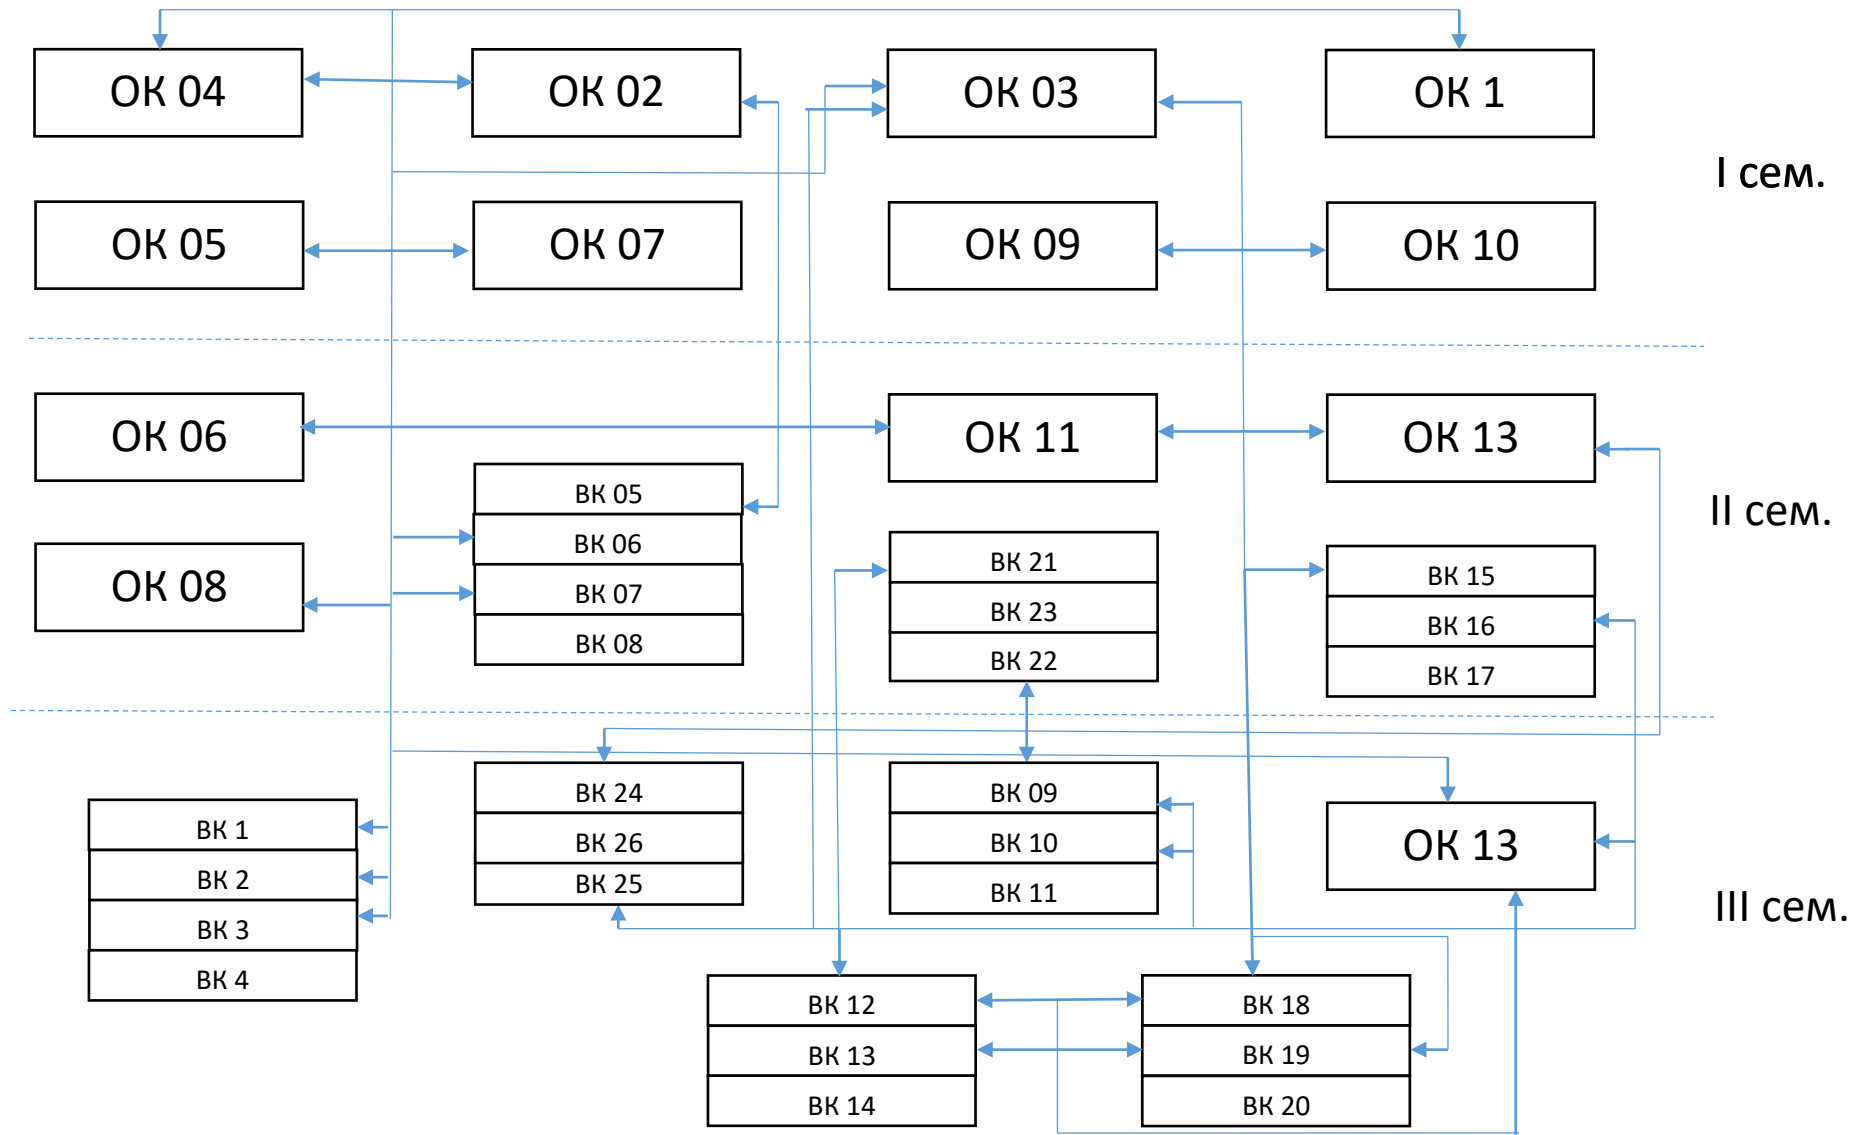 ОК 04
ОК 02
ОК 03
ОК 1
І сем.
ОК 05
ОК 07
ОК 09
ОК 10
ОК 06
ОК 11
ОК 13
ВК 05
ВК 06
ВК 07
ВК 08
ОК 08
ВК 21
ВК 23
ВК 22
ВК 15
ВК 16
ВК 17
ІІ сем.
ВК 1
ВК 2
ВК 3
ВК 4
ВК 24
ВК 26
ВК 25
ВК 09
ВК 10
ВК 11
ОК 13
ІІІ сем.
ВК 12
ВК 13
ВК 14
ВК 18
ВК 19
ВК 20